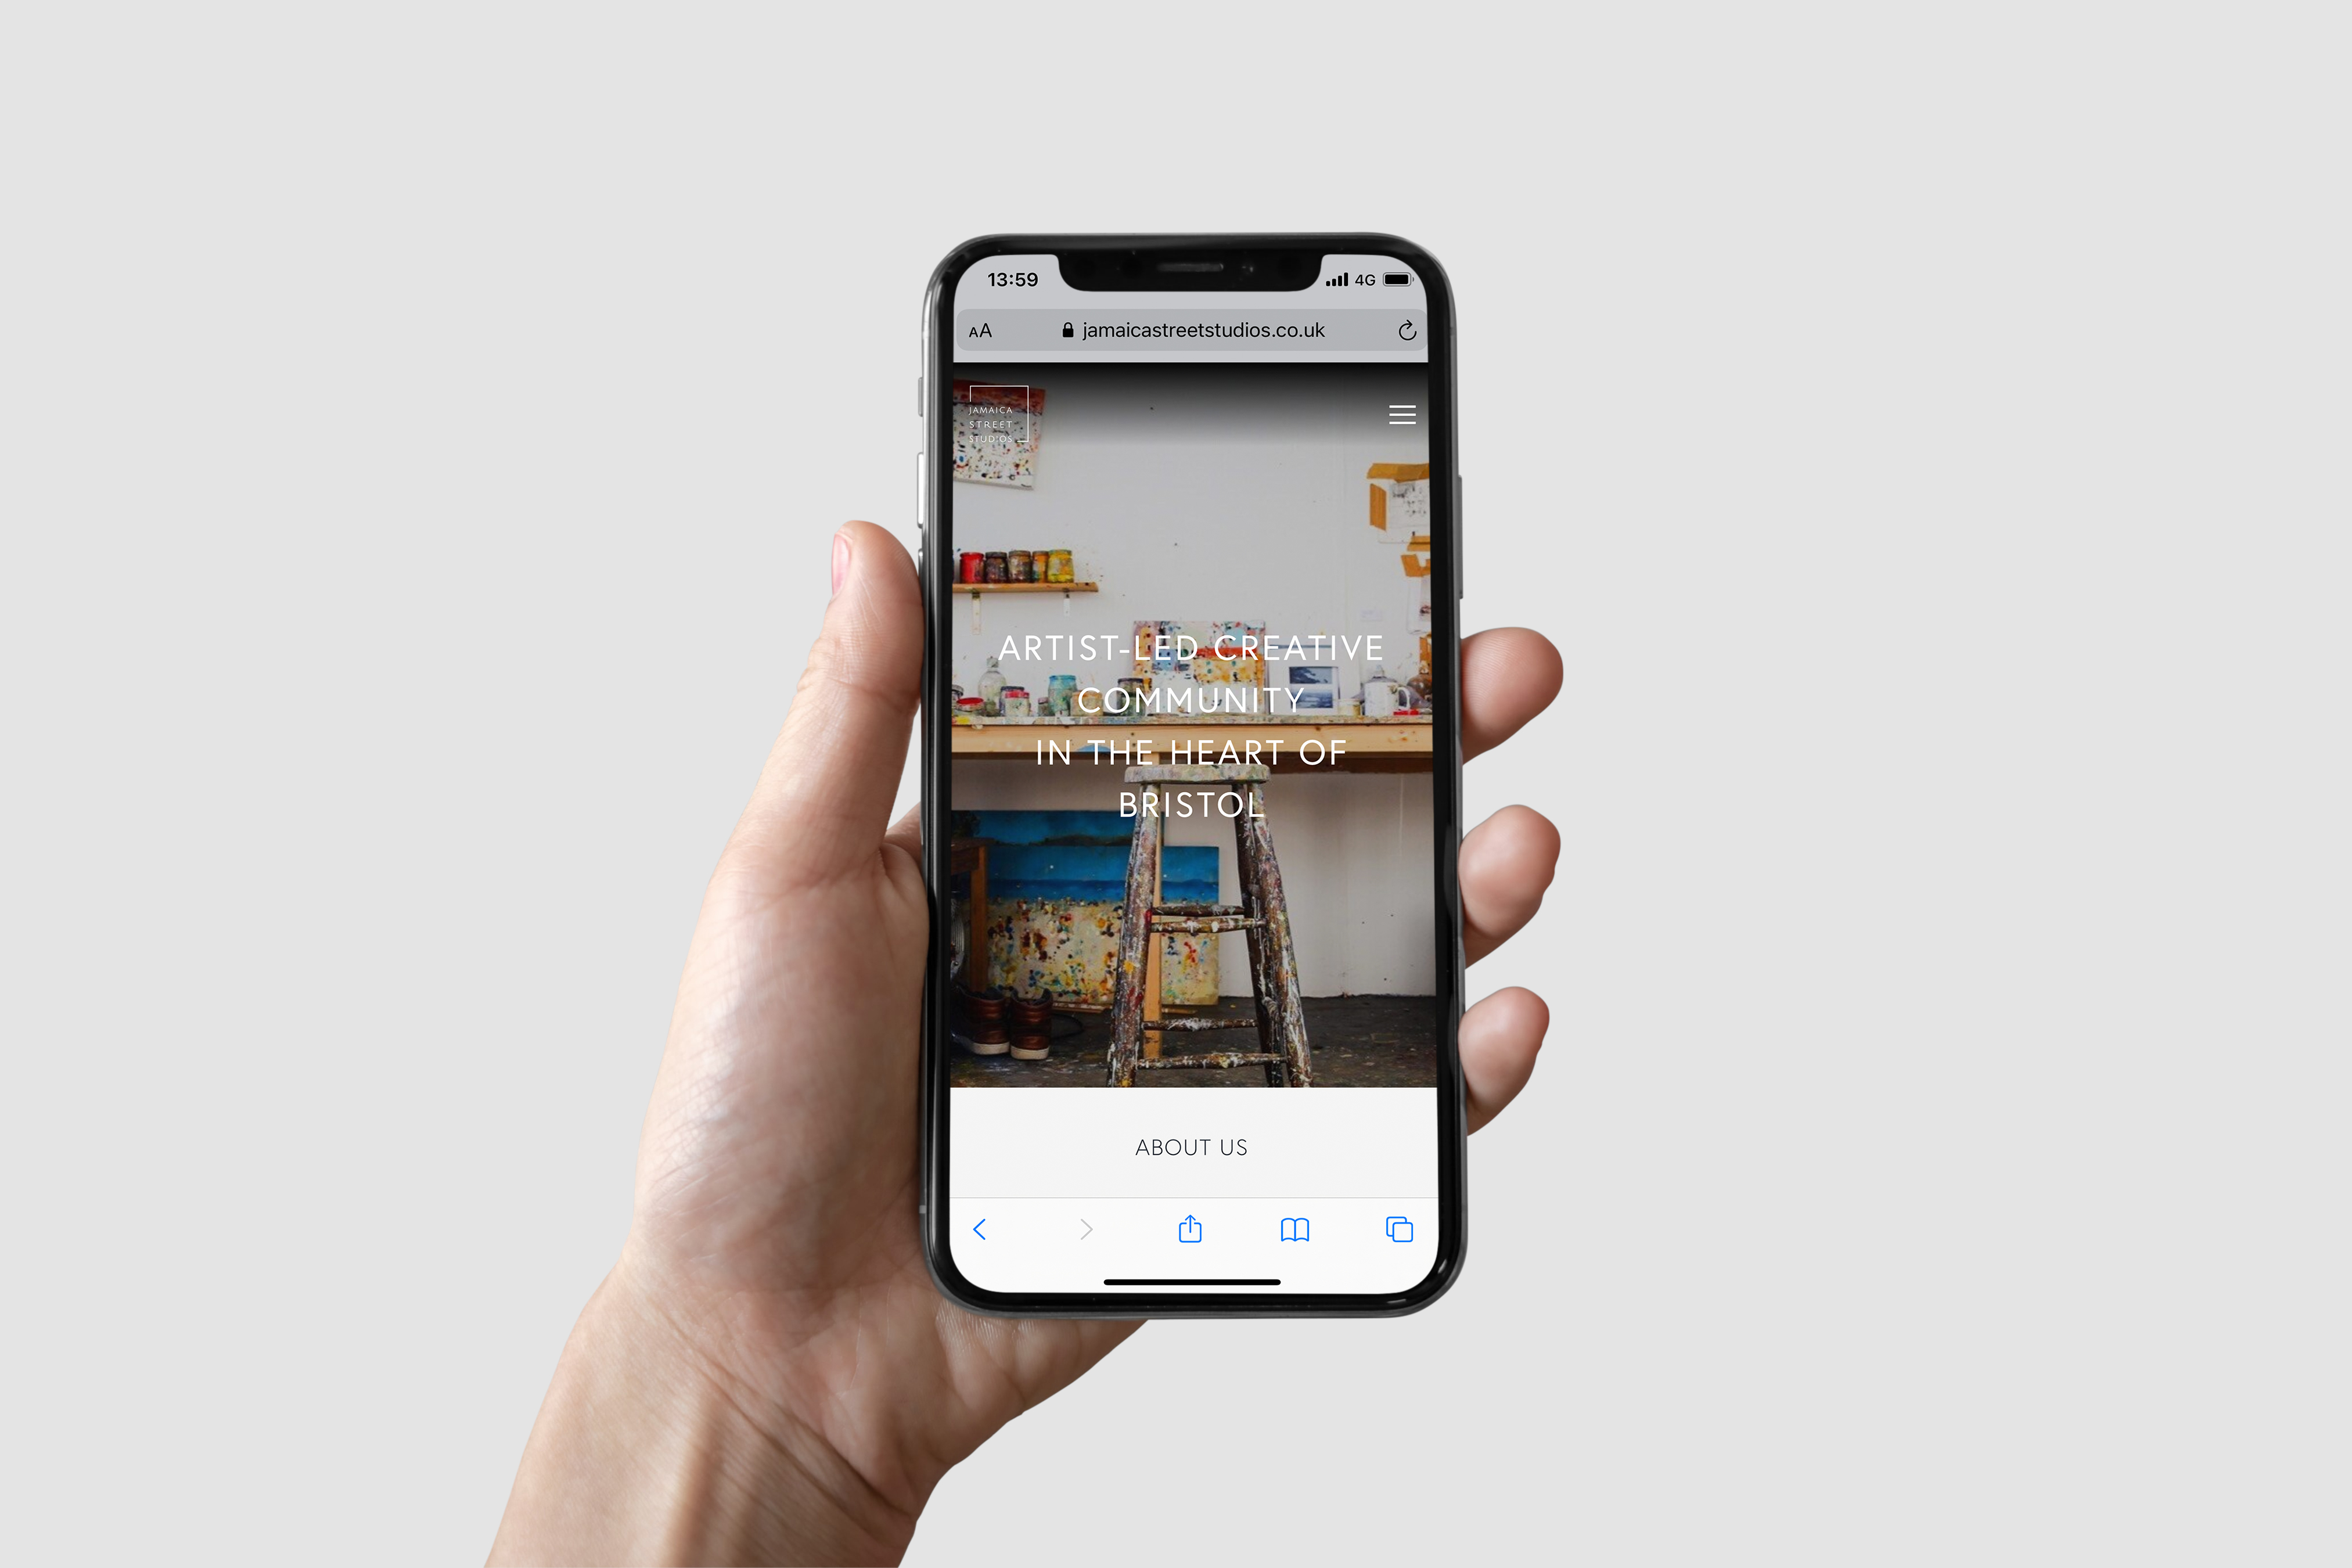 13:59
4G
AA
jamaicastreetstudios.co.uk
JAMAICA
STREET
STUDIOS
ARTIST-LED CREATIVE
COMMUNITY
IN THE HEART OF
BRISTOL
ABOUT US